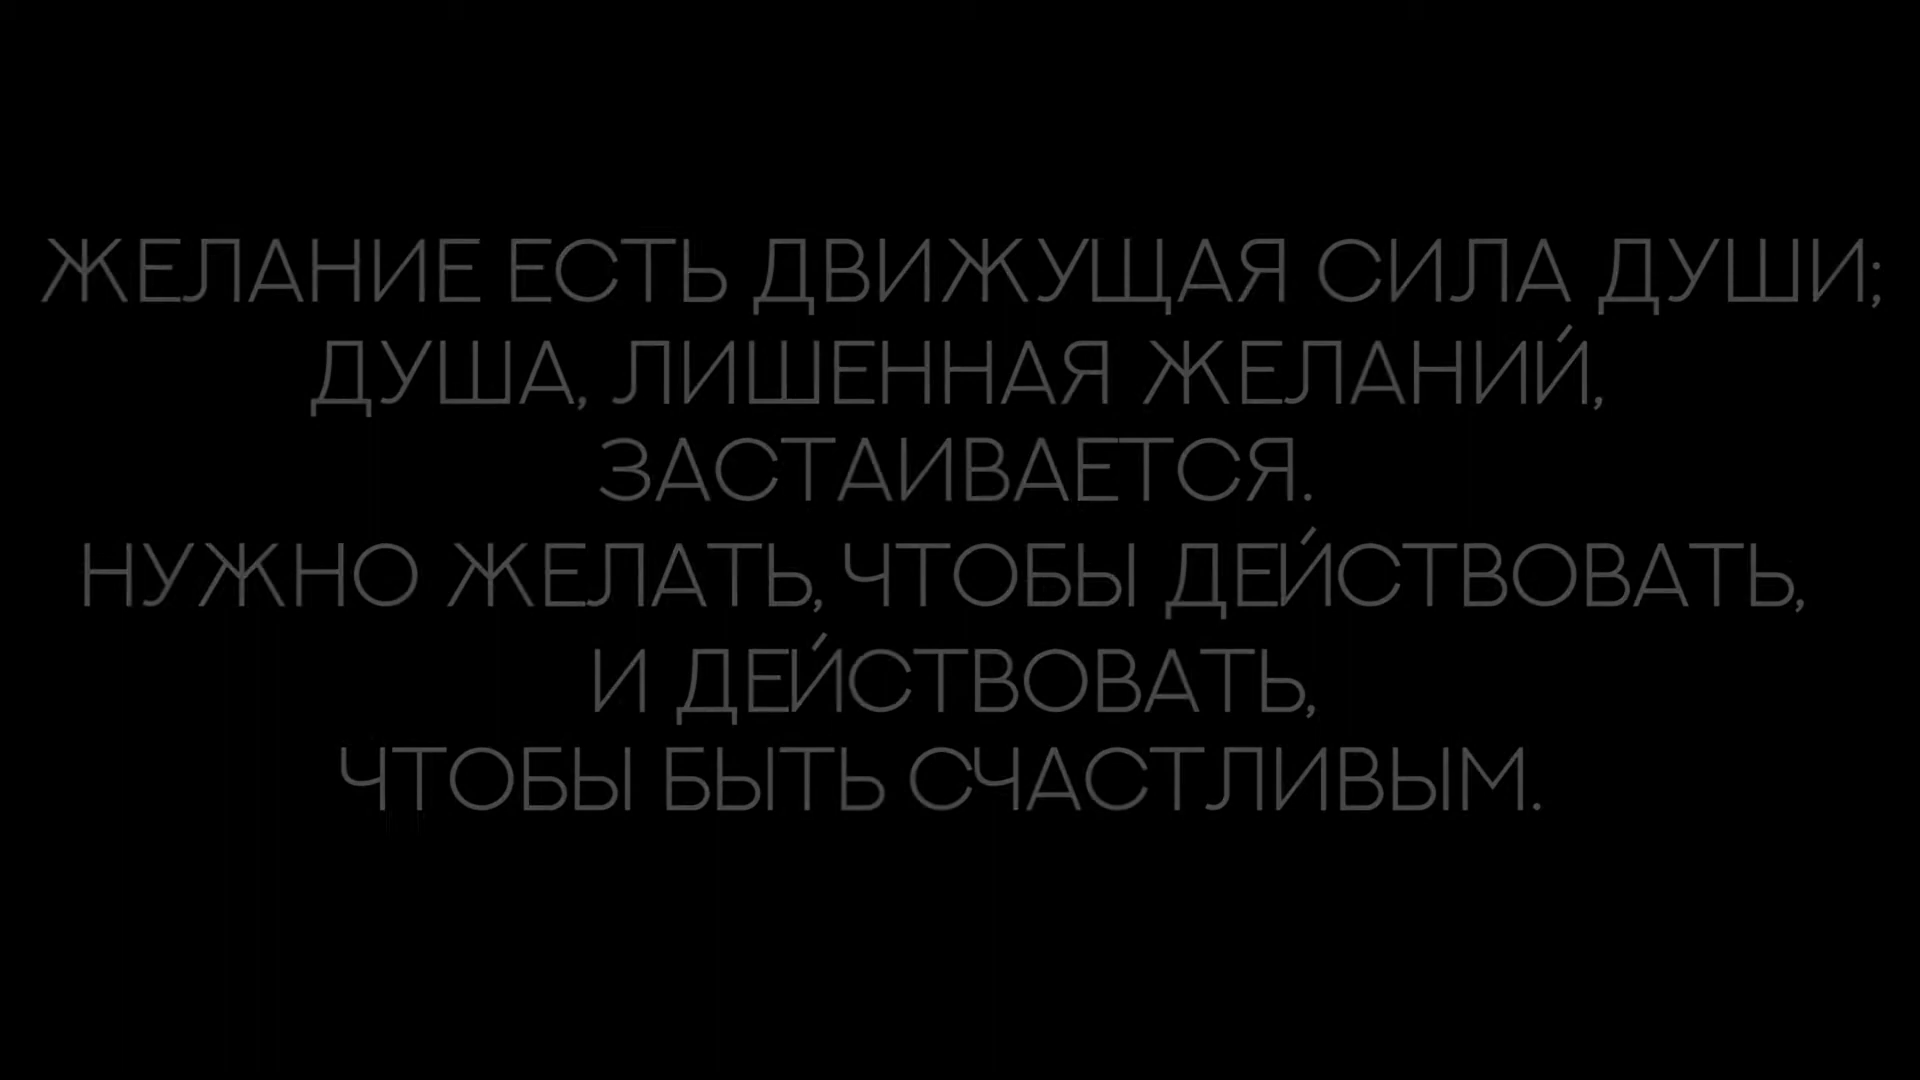 ЖЕЛАНИЕ ЕСТЬ ДВИЖУЩАЯ СИЛА ДУШИ;
ДУША, ЛИШЕННАЯ ЖЕЛАНИЙ,
ЗАСТАИВАЕТСЯ.
НУЖНО ЖЕЛАТЬ, ЧТОБЫ ДЕЙСТВОВАТЬ,
И ДЕЙСТВОВАТЬ,
ЧТОБЫ БЫТЬ СЧАСТЛИВЫМ.